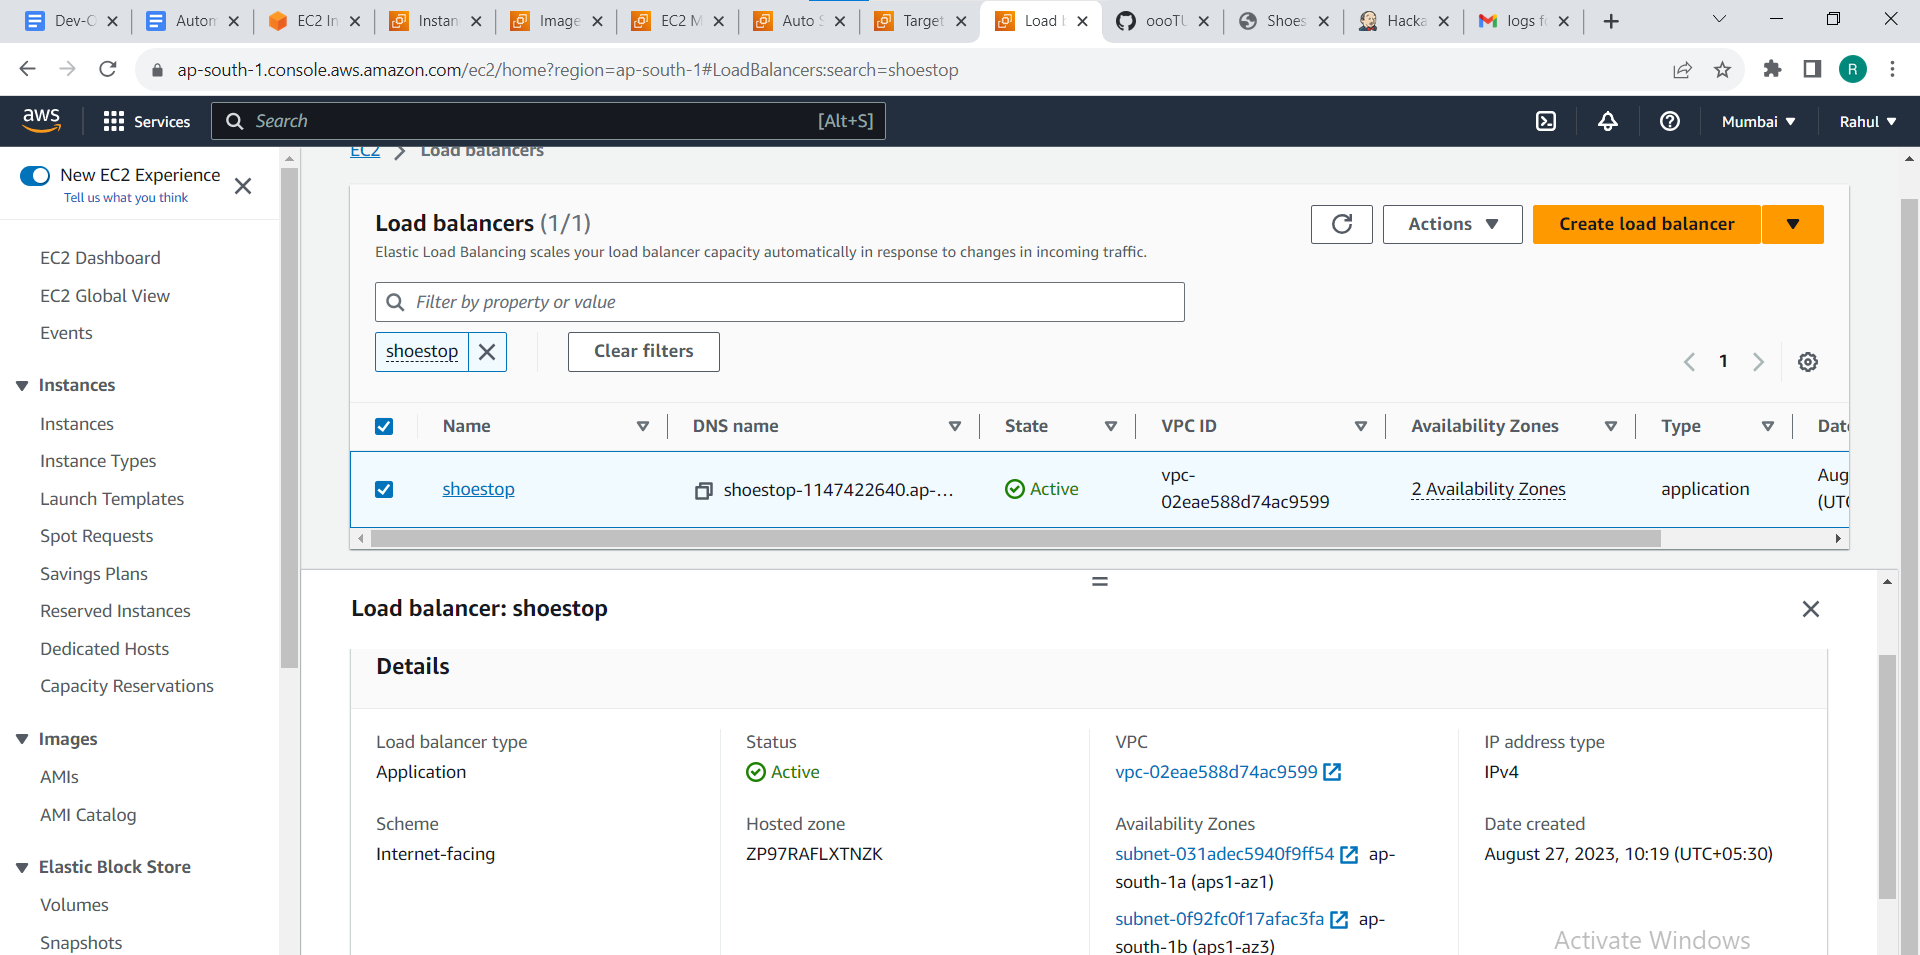 Dev-O
Autom
EC2 In
Instan
Image
EC2 M
Auto S
Target
Load b
oooTU
Shoes
Hacka
logs fo
ap-south-1.console.aws.amazon.com/ec2/home?region=ap-south-1#LoadBalancers:search=shoestop
R
aws
Services
Search
[Alt+S]
Mumbai
Rahul
New EC2 Experience
Tell us what you think
EC2 Dashboard
EC2 Global View
Events
Instances
Instances
Instance Types
Launch Templates
Spot Requests
Savings Plans
Reserved Instances
Dedicated Hosts
Capacity Reservations
Images
AMIs
AMI Catalog
Elastic Block Store
Volumes
Snapshots
EC2 > Load balancers
Load balancers (1/1)
Elastic Load Balancing scales your load balancer capacity automatically in response to changes in incoming traffic.
Actions
Create load balancer
Filter by property or value
shoestop
Clear filters
1
Name
DNS name
State
VPC ID
Availability Zones
Type
Date
shoestop
shoestop-1147422640.ap-...
Active
vpc-
02eae588d74ac9599
2 Availability Zones
application
Aug
(UTC
Load balancer: shoestop
Details
Load balancer type
Application
Status
Active
VPC
vpc-02eae588d74ac9599
IP address type
IPv4
Scheme
Internet-facing
Hosted zone
ZP97RAFLXTNZK
Availability Zones
subnet-031adec5940f9ff54 ap-
south-1a (aps1-az1)
subnet-0f92fc0f17afac3fa ap-
south-1b (aps1-az3)
Date created
August 27, 2023, 10:19 (UTC+05:30)
Activate Windows